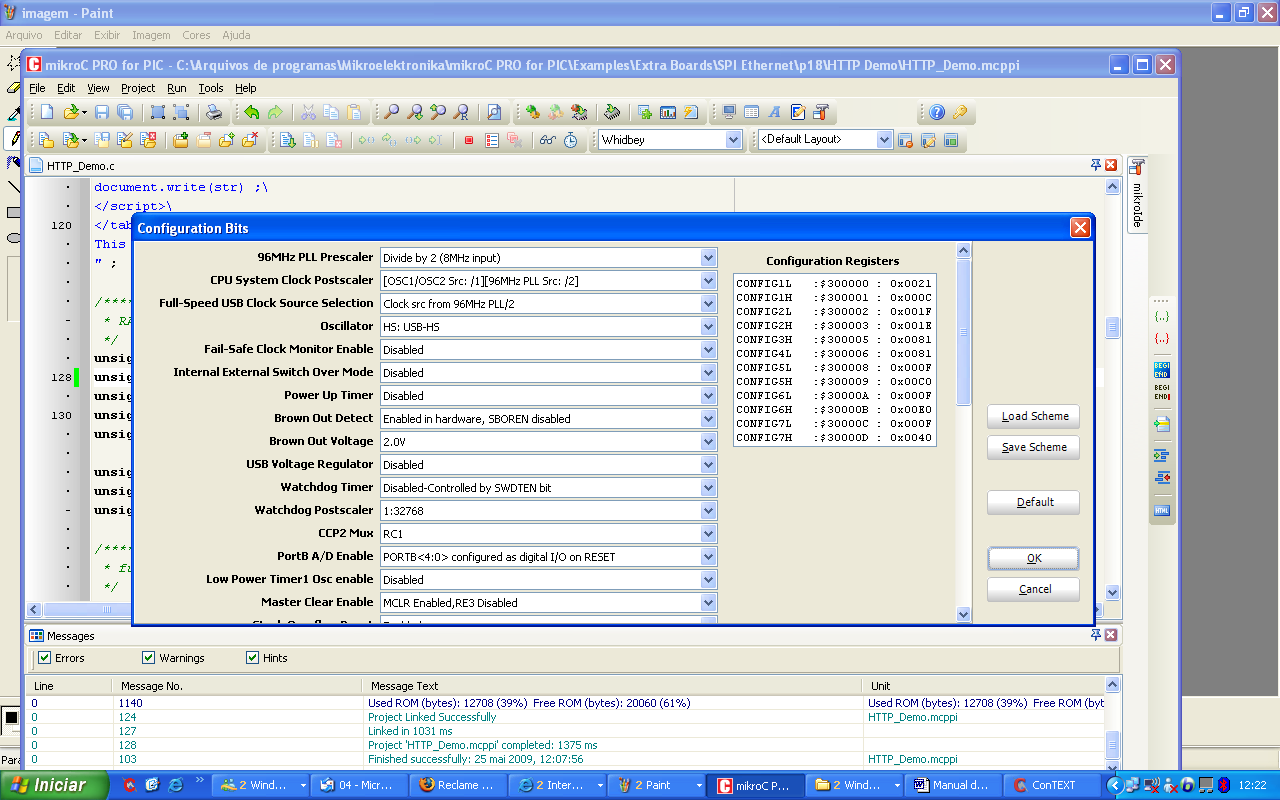 imagem - Paint
Arquivo Editar Exibir Imagem Cores Ajuda
mikroC PRO for PIC - C:\Arquivos de programas\Mikroelektronika\mikroC PRO for PIC\Examples\Extra Boards\SPI Ethernet\p18\HTTP Demo\HTTP_Demo.mcppi
File Edit View Project Run Tools Help
Whidbey
<Default Layout>
HTTP_Demo.c
mikroIde
document.write(str) ;\
</script>\
120 </tab
This
" ;
/****
* RA
*/
unsig
128 unsig
unsig
130 unsig
unsig
unsig
unsig
unsig
/****
* fu
*/
Configuration Bits
96MHz PLL Prescaler Divide by 2 (8MHz input)
CPU System Clock Postscaler [OSC1/OSC2 Src: /1][96MHz PLL Src: /2]
Full-Speed USB Clock Source Selection Clock src from 96MHz PLL/2
Oscillator HS: USB-HS
Fail-Safe Clock Monitor Enable Disabled
Internal External Switch Over Mode Disabled
Power Up Timer Disabled
Brown Out Detect Enabled in hardware, SBOREN disabled
Brown Out Voltage 2.0V
USB Voltage Regulator Disabled
Watchdog Timer Disabled-Controlled by SWDTEN bit
Watchdog Postscaler 1:32768
CCP2 Mux RC1
PortB A/D Enable PORTB<4:0> configured as digital I/O on RESET
Low Power Timer1 Osc enable Disabled
Master Clear Enable MCLR Enabled,RE3 Disabled
Configuration Registers
CONFIG1L :$300000 : 0x0021
CONFIG1H :$300001 : 0x000C
CONFIG2L :$300002 : 0x001F
CONFIG2H :$300003 : 0x001E
CONFIG3H :$300005 : 0x0081
CONFIG4L :$300006 : 0x0081
CONFIG5L :$300008 : 0x000F
CONFIG5H :$300009 : 0x00C0
CONFIG6L :$30000A : 0x000F
CONFIG6H :$30000B : 0x00E0
CONFIG7L :$30000C : 0x000F
CONFIG7H :$30000D : 0x0040
Load Scheme
Save Scheme
Default
OK
Cancel
BEGI
END
BEGI
END
HTML
Messages
Errors Warnings Hints
Line Message No. Message Text Unit
0 1140 Used ROM (bytes): 12708 (39%) Free ROM (bytes): 20060 (61%) Used ROM (bytes): 12708 (39%) Free ROM (byt
0 124 Project Linked Successfully HTTP_Demo.mcppi
0 127 Linked in 1031 ms
0 128 Project 'HTTP_Demo.mcppi' completed: 1375 ms
0 103 Finished successfully: 25 mai 2009, 12:07:56 HTTP_Demo.mcppi
Para
Iniciar 2 Wind... 04 - Micr... Reclame ... 2 Inter... 2 Paint mikroC P... 2 Wind... Manual d... ConTEXT 12:22